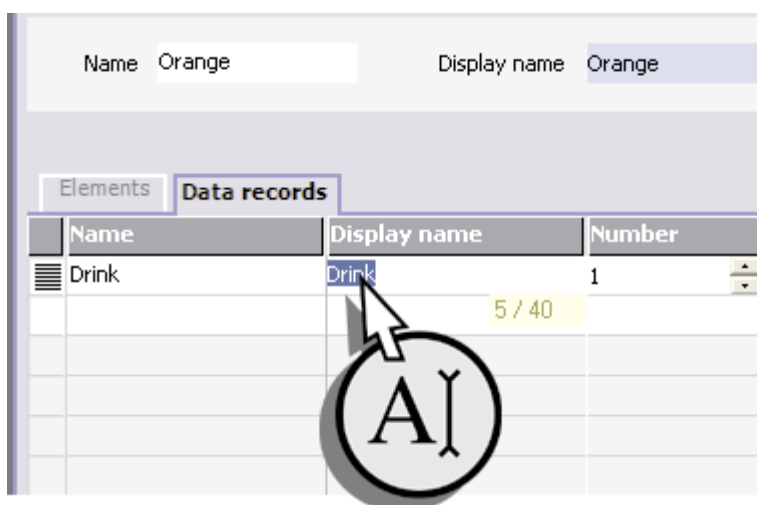 Name Orange Display name Orange
Elements Data records
Name Display name Number
Drink Drink 1
5 / 40
A